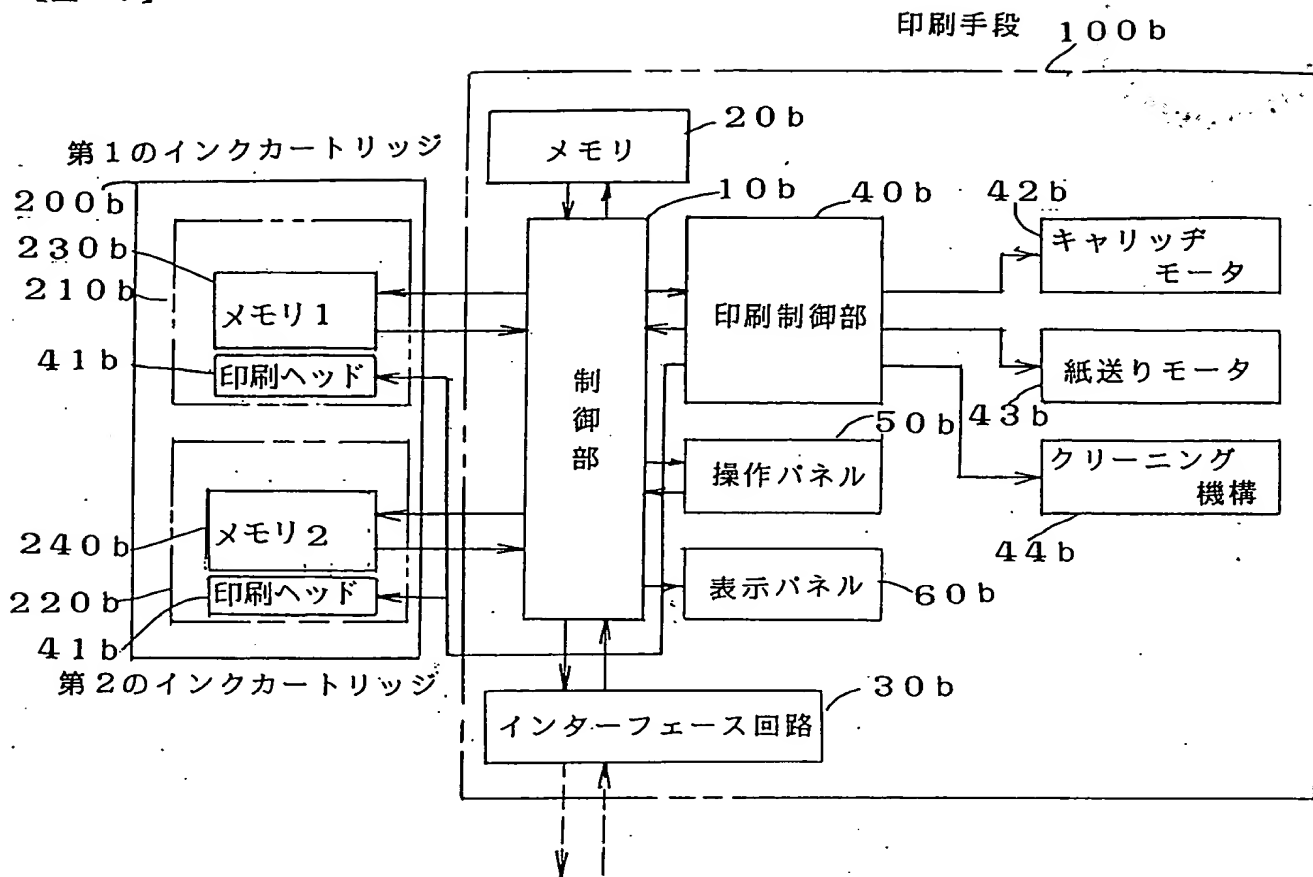 印刷手段 100b
20b
メモリ
第1のインクカートリッジ
200b
10b
40b
42b
キャリッヂ
モータ
230b
210b
メモリ1
印刷制御部
41b
印刷ヘッド
制御部
紙送りモータ
43b
50b
操作パネル
クリーニング
機構
44b
メモリ2
240b
印刷ヘッド
220b
表示パネル
60b
41b
第2のインクカートリッジ
30b
インターフェース回路